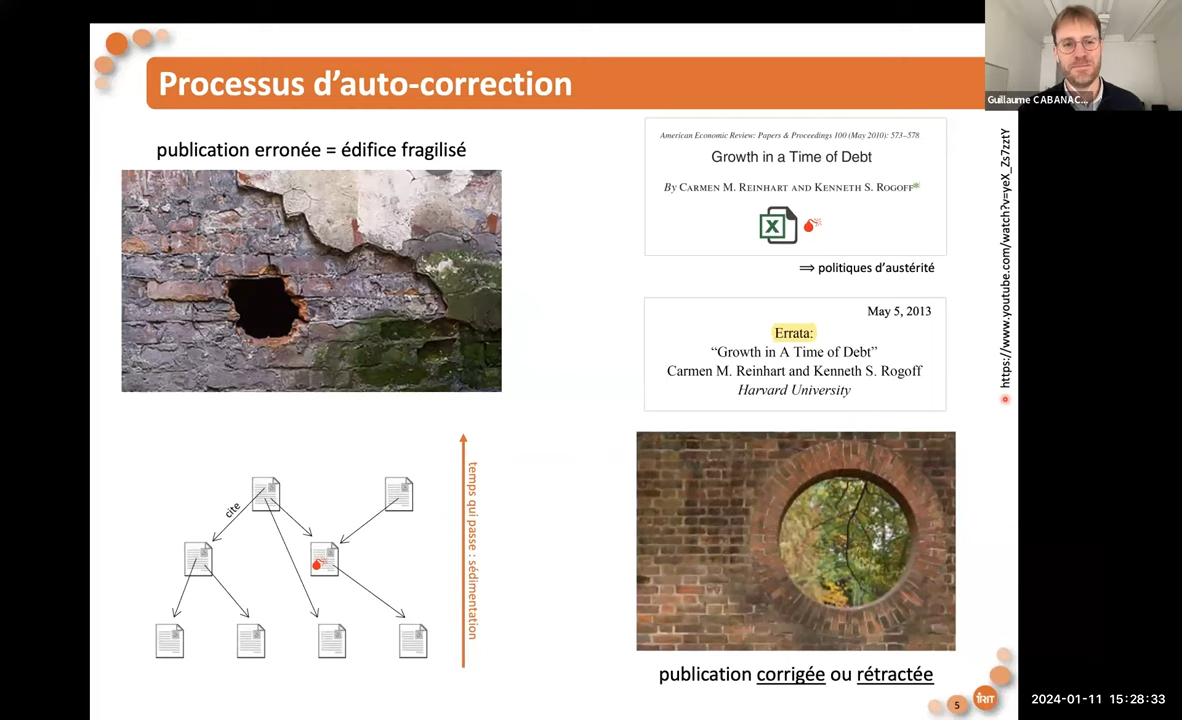 Processus d'auto-correction
Guillaume CABANAC...
publication erronée = édifice fragilisé
American Economic Review: Papers & Proceedings 100 (May 2010): 573–578
Growth in a Time of Debt
By CARMEN M. REINHART AND KENNETH S. ROGOFF*
X
⟹ politiques d'austérité
May 5, 2013
Errata:
“Growth in A Time of Debt”
Carmen M. Reinhart and Kenneth S. Rogoff
Harvard University
https://www.youtube.com/watch?v=yeX_Zs7zztY
cite
temps qui passe : sédimentation
publication corrigée ou rétractée
5
IRIT
2024-01-11 15:28:33